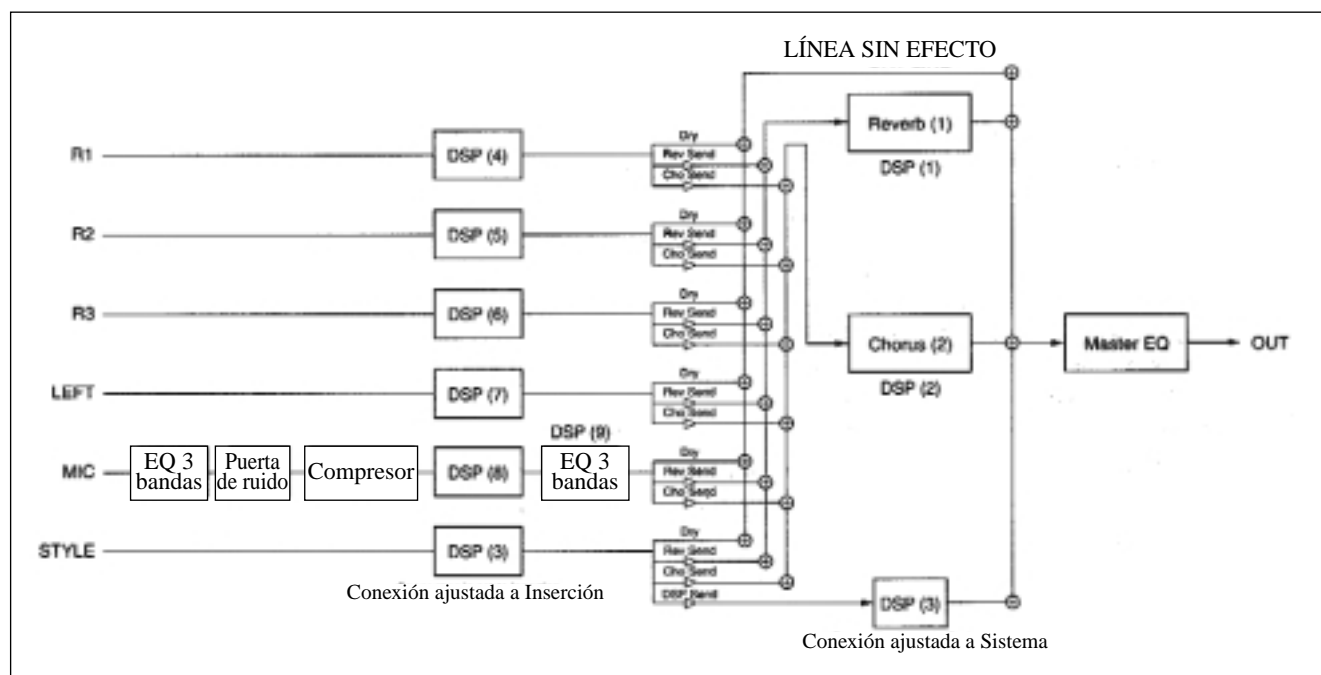 LÍNEA SIN EFECTO
R1
DSP (4)
Dry
Rev Send
Cho Send
Reverb (1)
DSP (1)
R2
DSP (5)
Dry
Rev Send
Cho Send
R3
DSP (6)
Dry
Rev Send
Cho Send
Chorus (2)
DSP (2)
Master EQ
OUT
LEFT
DSP (7)
Dry
Rev Send
Cho Send
MIC
EQ 3
bandas
Puerta
de ruido
Compresor
DSP (8)
DSP (9)
EQ 3
bandas
Dry
Rev Send
Cho Send
STYLE
DSP (3)
Conexión ajustada a Inserción
Dry
Rev Send
Cho Send
DSP Send
DSP (3)
Conexión ajustada a Sistema